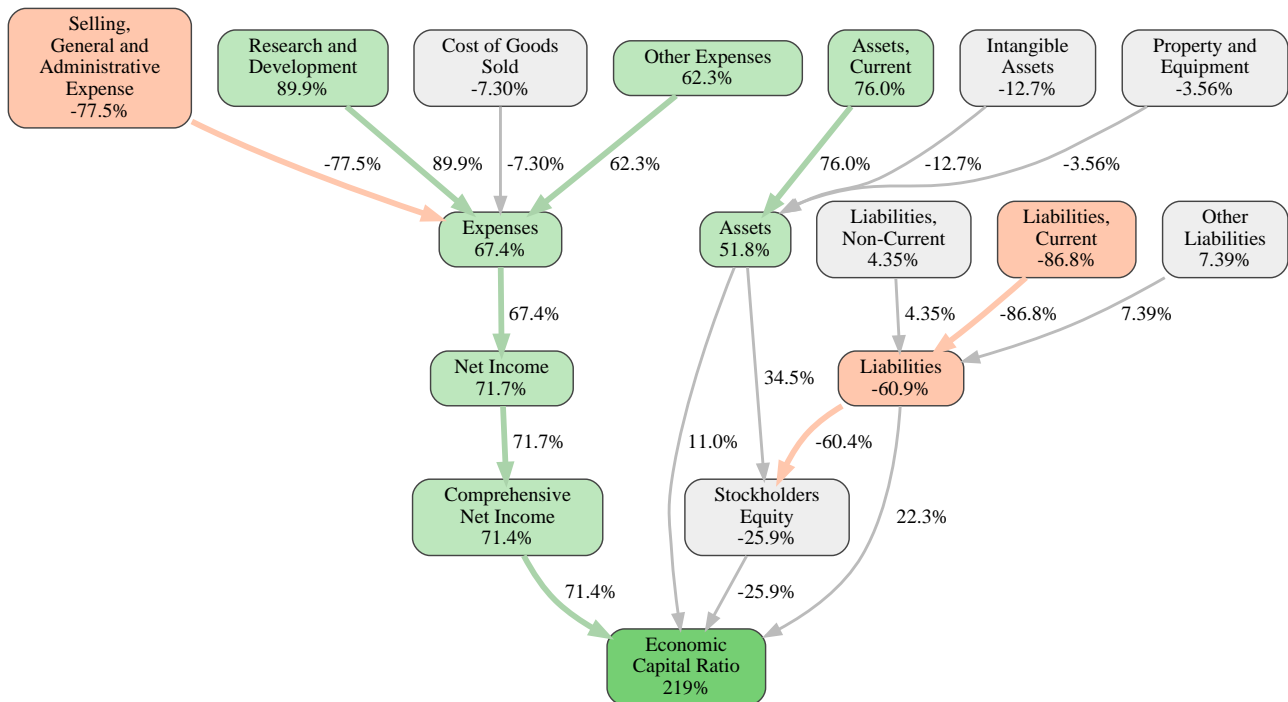 Selling,
General and
Administrative
Expense
-77.5%
Research and
Development
89.9%
Cost of Goods
Sold
-7.30%
Other Expenses
62.3%
Assets,
Current
76.0%
Intangible
Assets
-12.7%
Property and
Equipment
-3.56%
-77.5%
89.9%
-7.30%
62.3%
76.0%
-12.7%
-3.56%
Expenses
67.4%
Assets
51.8%
Liabilities,
Non-Current
4.35%
Liabilities,
Current
-86.8%
Other
Liabilities
7.39%
67.4%
4.35%
-86.8%
7.39%
Net Income
71.7%
34.5%
Liabilities
-60.9%
71.7%
11.0%
-60.4%
Comprehensive
Net Income
71.4%
Stockholders
Equity
-25.9%
22.3%
71.4%
-25.9%
Economic
Capital Ratio
219%